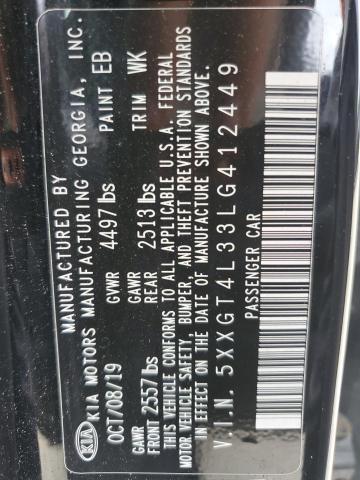 MANUFACTURED BY
KIA KIA MOTORS MANUFACTURING GEORGIA, INC.
OCT/08/19 GVWR 4497 lbs PAINT EB
GAWR FRONT 2557 lbs GAWR REAR 2513 lbs TRIM WK
THIS VEHICLE CONFORMS TO ALL APPLICABLE U.S.A. FEDERAL
MOTOR VEHICLE SAFETY, BUMPER, AND THEFT PREVENTION STANDARDS
IN EFFECT ON THE DATE OF MANUFACTURE SHOWN ABOVE.
V.I.N. 5XXGT4L33LG412449
PASSENGER CAR